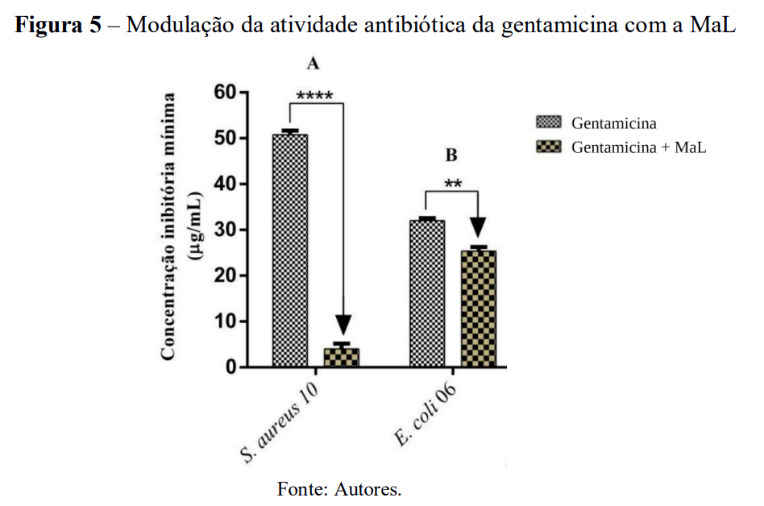 Figura 5 – Modulação da atividade antibiótica da gentamicina com a MaL
A
Concentração inibitória mínima
(µg/mL)
60
50
40
30
20
10
0
****
B
**
Gentamicina
Gentamicina + MaL
S. aureus 10
E. coli 06
Fonte: Autores.